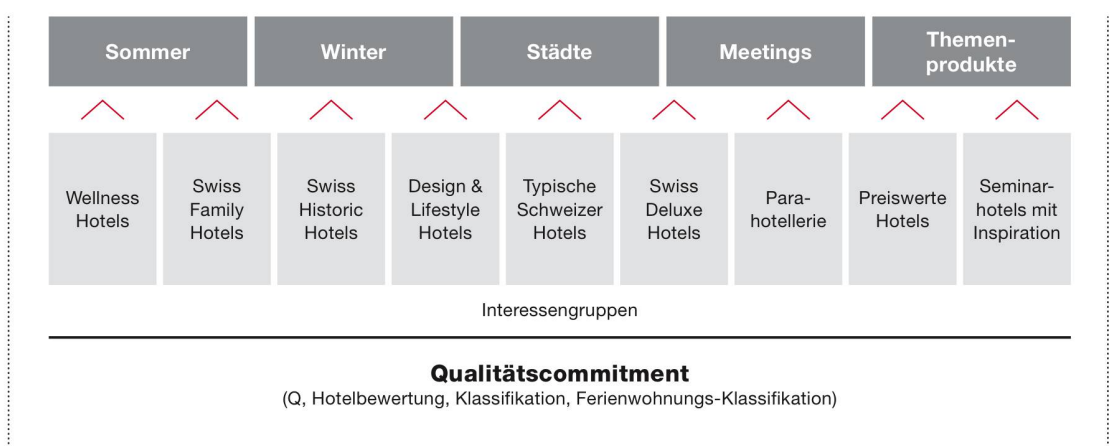 Sommer
Winter
Städte
Meetings
Themen-
produkte
Wellness
Hotels
Swiss
Family
Hotels
Swiss
Historic
Hotels
Design &
Lifestyle
Hotels
Typische
Schweizer
Hotels
Swiss
Deluxe
Hotels
Para-
hotellerie
Preiswerte
Hotels
Seminar-
hotels mit
Inspiration
Interessengruppen
Qualitätscommitment
(Q, Hotelbewertung, Klassifikation, Ferienwohnungs-Klassifikation)